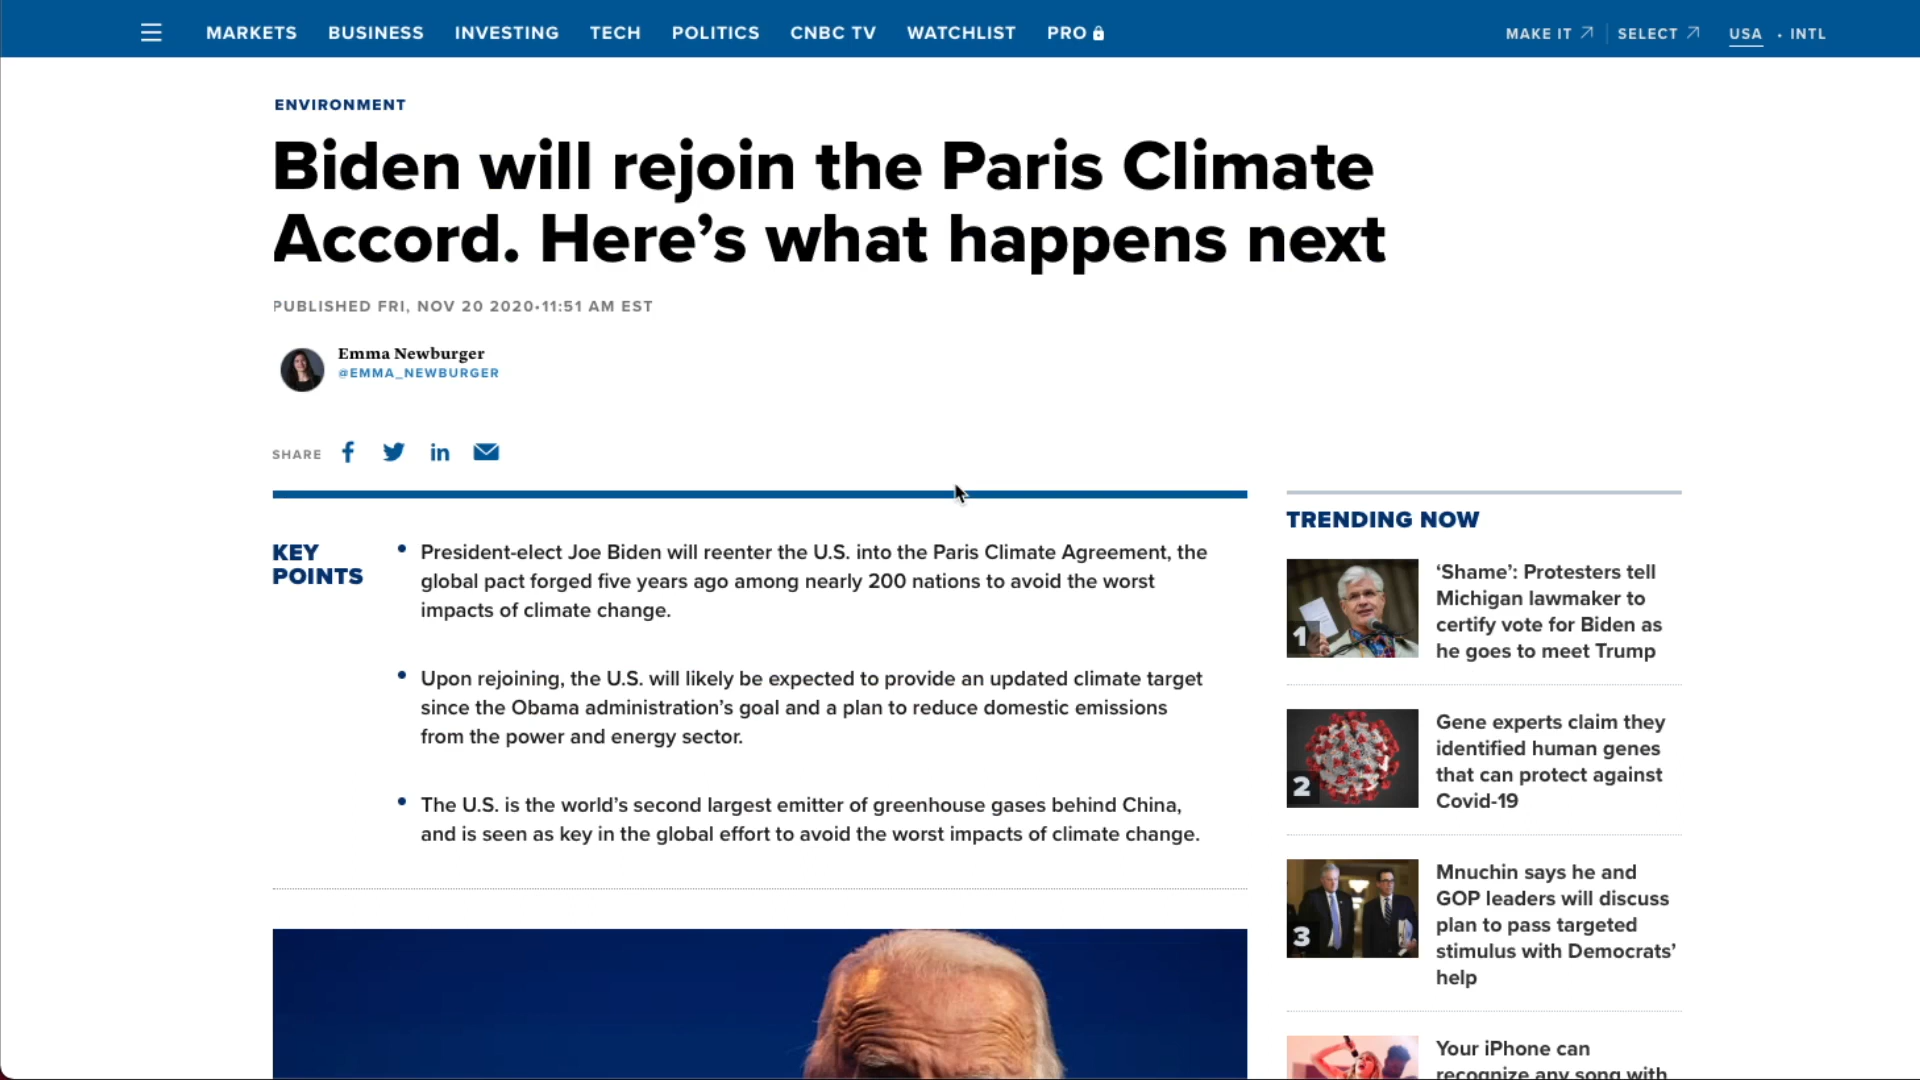 MARKETS BUSINESS INVESTING TECH POLITICS CNBC TV WATCHLIST PRO MAKE IT SELECT USA • INTL
ENVIRONMENT
Biden will rejoin the Paris Climate
Accord. Here’s what happens next
PUBLISHED FRI, NOV 20 2020•11:51 AM EST
Emma Newburger
@EMMA_NEWBURGER
SHARE
KEY
POINTS
• President-elect Joe Biden will reenter the U.S. into the Paris Climate Agreement, the
global pact forged five years ago among nearly 200 nations to avoid the worst
impacts of climate change.
• Upon rejoining, the U.S. will likely be expected to provide an updated climate target
since the Obama administration’s goal and a plan to reduce domestic emissions
from the power and energy sector.
• The U.S. is the world’s second largest emitter of greenhouse gases behind China,
and is seen as key in the global effort to avoid the worst impacts of climate change.
TRENDING NOW
1
‘Shame’: Protesters tell
Michigan lawmaker to
certify vote for Biden as
he goes to meet Trump
2
Gene experts claim they
identified human genes
that can protect against
Covid-19
3
Mnuchin says he and
GOP leaders will discuss
plan to pass targeted
stimulus with Democrats’
help
Your iPhone can
recognize any song with